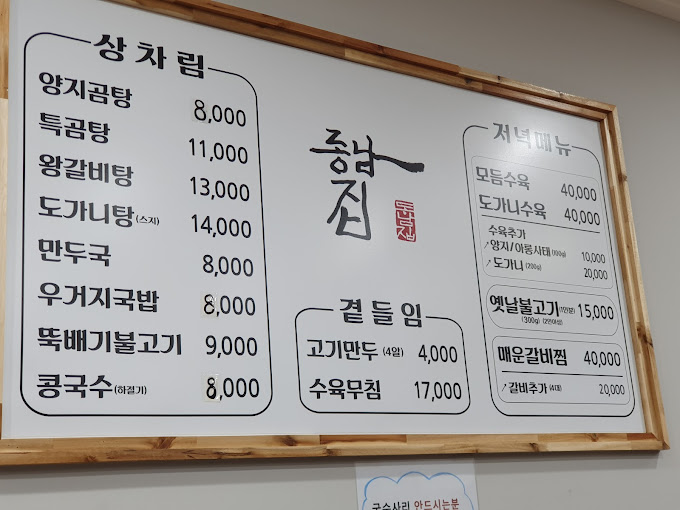 상차림
양지곰탕 8,000
특곰탕 11,000
왕갈비탕 13,000
도가니탕 (스지) 14,000
만두국 8,000
우거지국밥 8,000
뚝배기불고기 9,000
콩국수 (하절기) 8,000
집
곁들임
고기만두 (4알) 4,000
수육무침 17,000
저녁메뉴
모듬수육 40,000
도가니수육 40,000
수육추가
양지/아롱사태 (100g) 10,000
도가니 (200g) 20,000
옛날불고기 (1인분) 15,000
(300g) (2인이상)
매운갈비찜 40,000
갈비추가 (4대) 20,000
국수사리 안드시는분